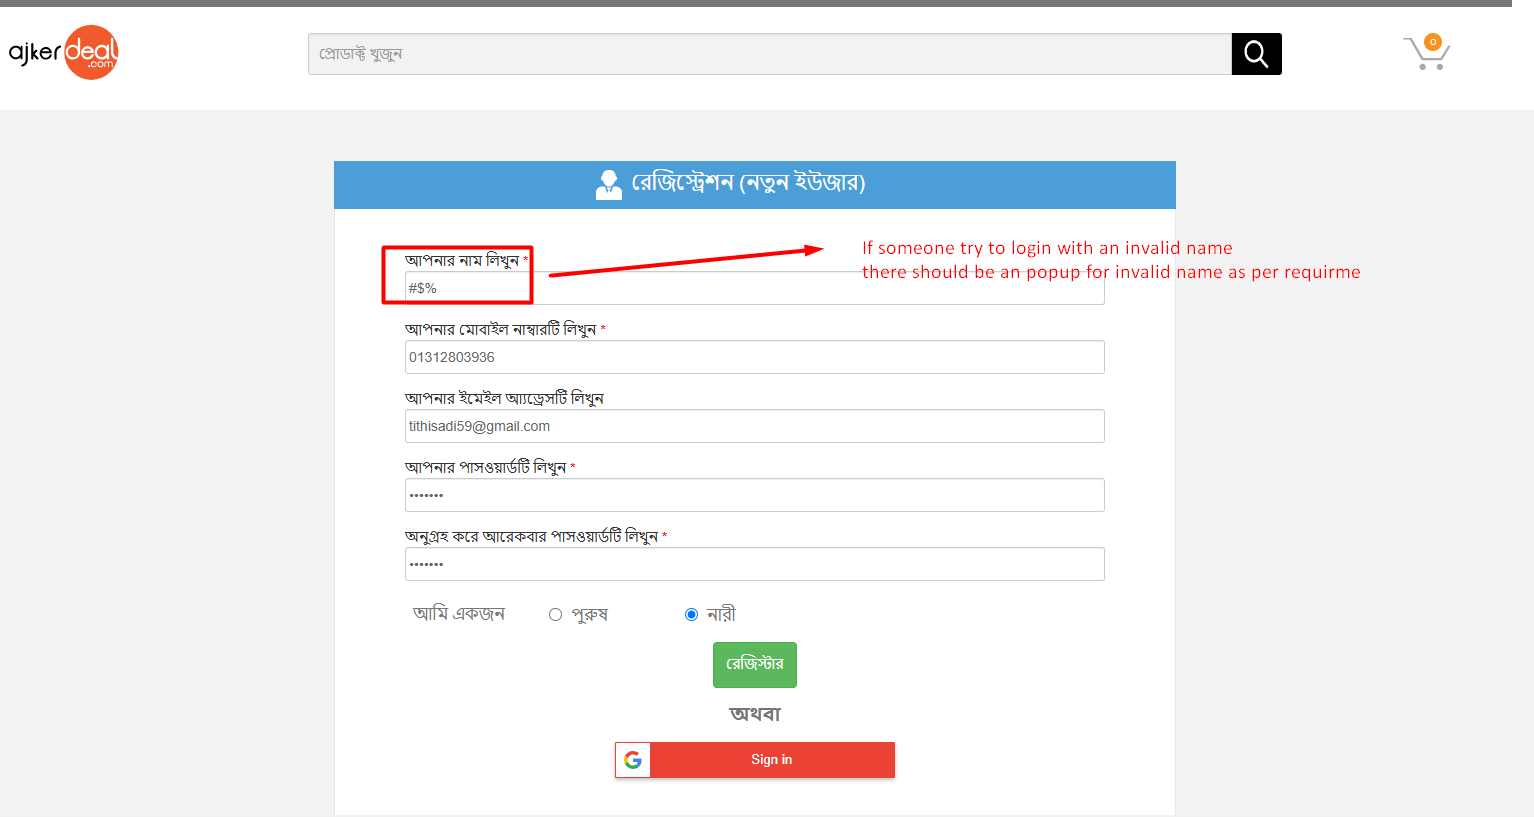 ajkerdeal
.com
প্রোডাক্ট খুজুন
0
রেজিস্ট্রেশন (নতুন ইউজার)
আপনার নাম লিখুন *
If someone try to login with an invalid name
there should be an popup for invalid name as per requirme
#$%
আপনার মোবাইল নাম্বারটি লিখুন *
01312803936
আপনার ইমেইল অ্যাড্রেসটি লিখুন
tithisadi59@gmail.com
আপনার পাসওয়ার্ডটি লিখুন *
•••••••
অনুগ্রহ করে আরেকবার পাসওয়ার্ডটি লিখুন *
•••••••
আমি একজন পুরুষ নারী
রেজিস্টার
অথবা
G Sign in